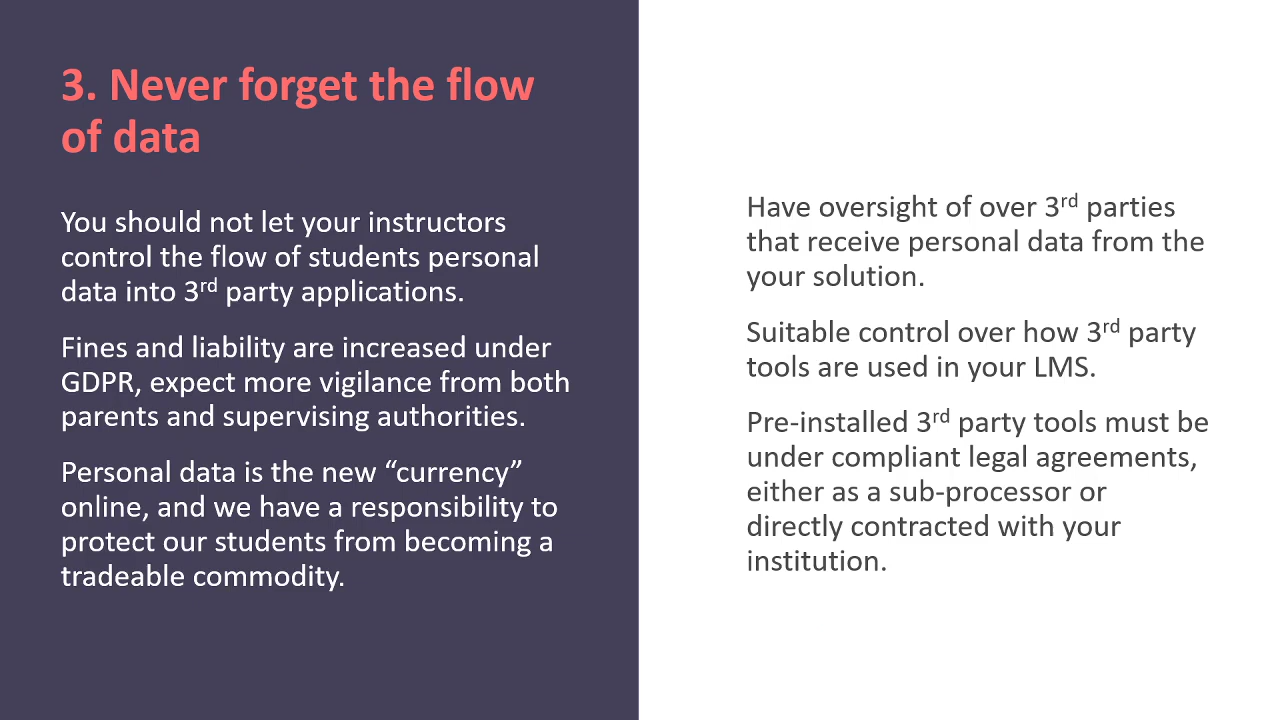 3. Never forget the flow
of data
You should not let your instructors
control the flow of students personal
data into 3rd party applications.
Fines and liability are increased under
GDPR, expect more vigilance from both
parents and supervising authorities.
Personal data is the new “currency”
online, and we have a responsibility to
protect our students from becoming a
tradeable commodity.
Have oversight of over 3rd parties
that receive personal data from the
your solution.
Suitable control over how 3rd party
tools are used in your LMS.
Pre-installed 3rd party tools must be
under compliant legal agreements,
either as a sub-processor or
directly contracted with your
institution.